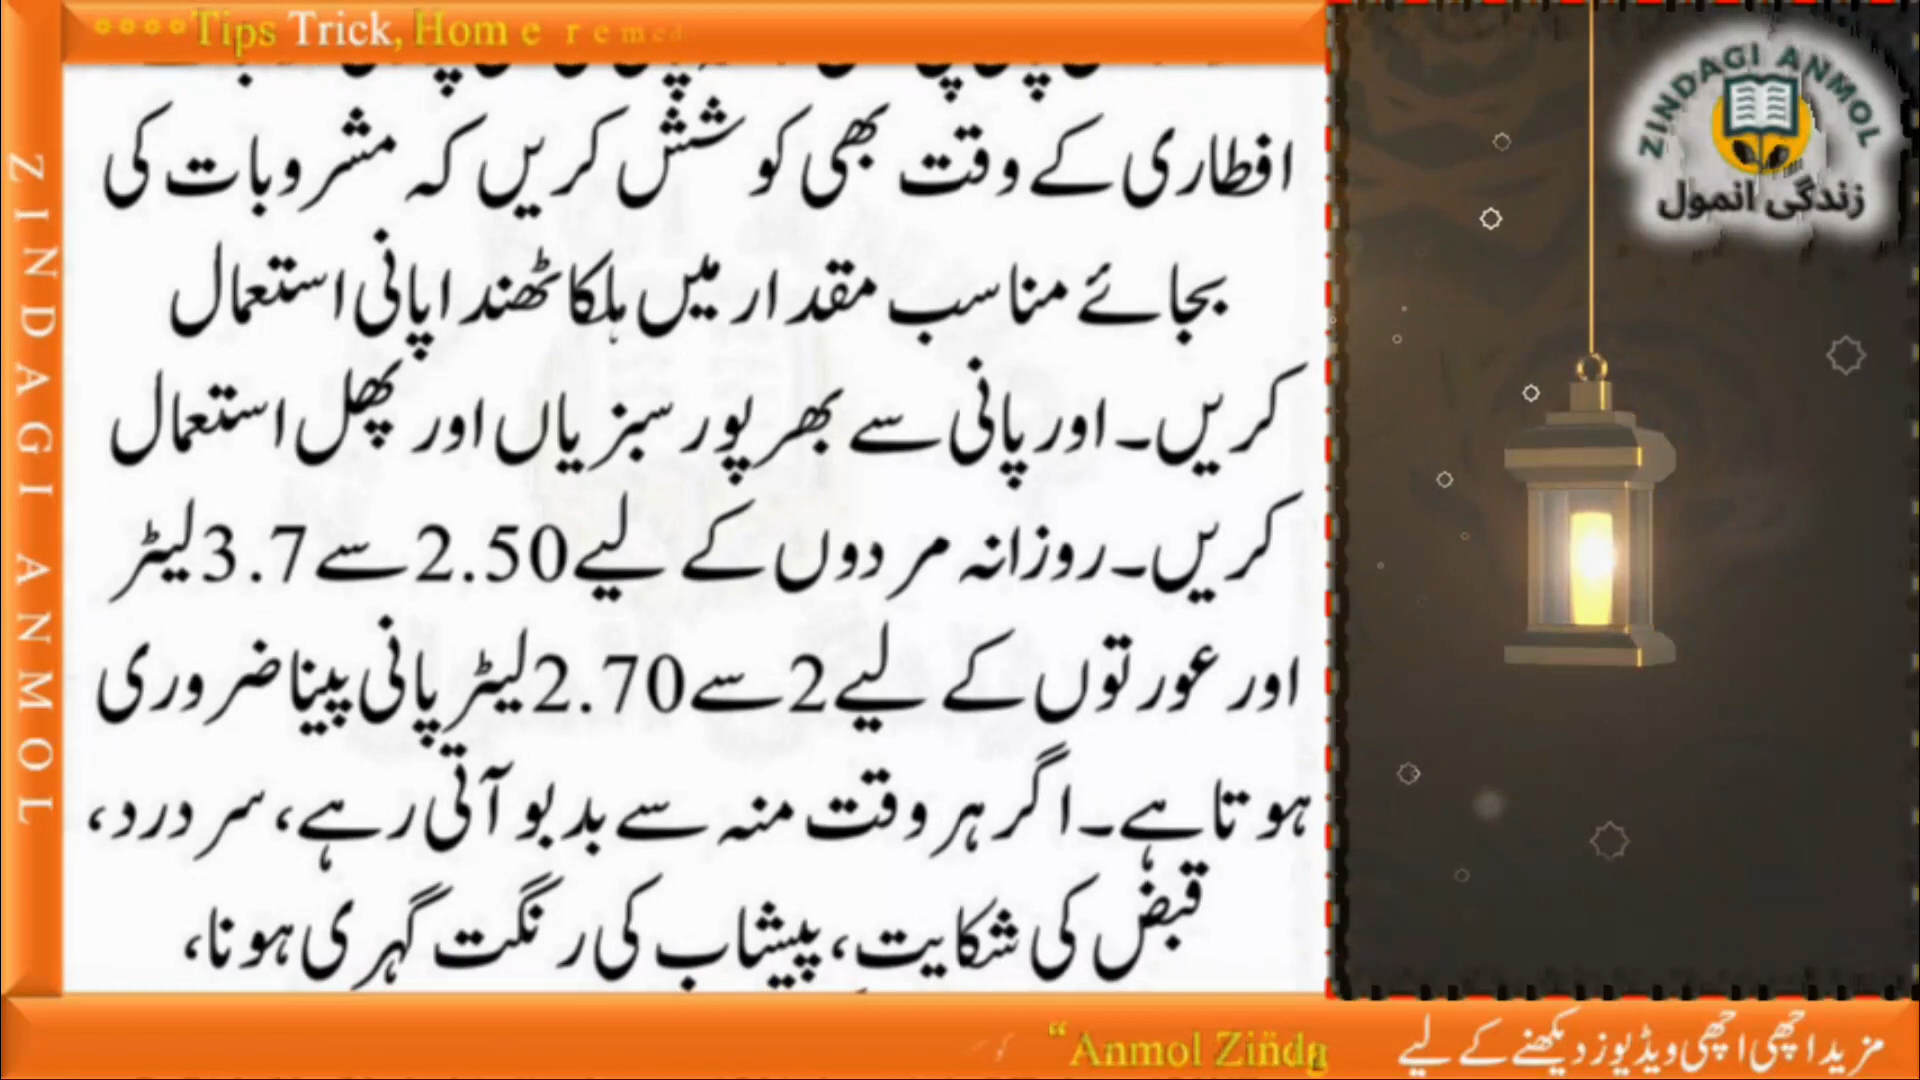 ****Tips Trick, Home remed
ZINDAGI ANMOL
افطاری کے وقت بھی کوشش کریں کہ مشروبات کی
بجائے مناسب مقدار میں ہلکا ٹھنڈا پانی استعمال
کریں۔ اور پانی سے بھرپور سبزیاں اور پھل استعمال
کریں۔ روزانہ مردوں کے لیے 2.50 سے 3.7 لیٹر
اور عورتوں کے لیے 2 سے 2.70 لیٹر پانی پینا ضروری
ہوتا ہے۔ اگر ہر وقت منہ سے بدبو آتی رہے، سر درد،
قبض کی شکایت، پیشاب کی رنگت گہری ہونا،
ZINDAGI ANMOL
زندگی انمول
مزید اچھی اچھی ویڈیوز دیکھنے کے لیے
“Anmol Zindg